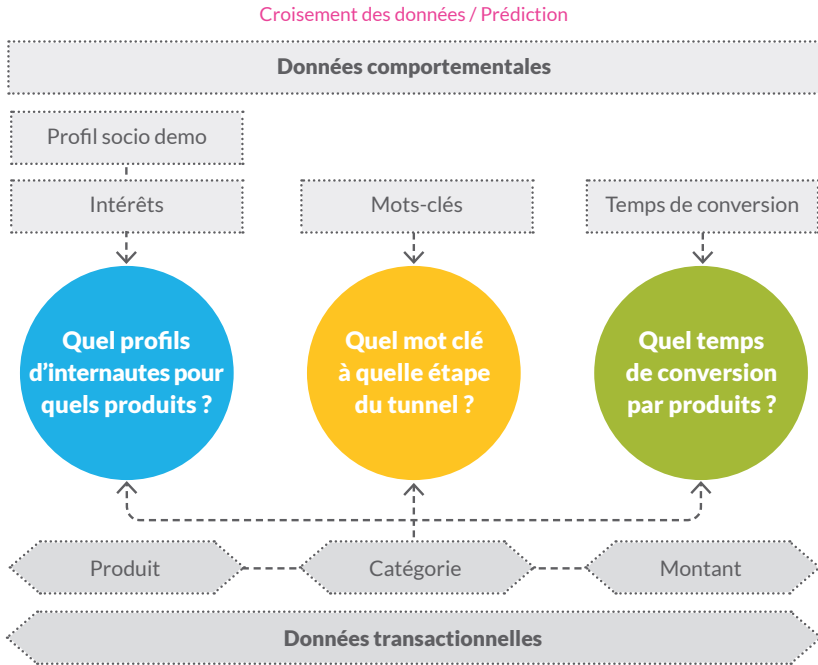 Croisement des données / Prédiction
Données comportementales
Profil socio demo
Intérêts
Mots-clés
Temps de conversion
Quel profils
d'internautes pour
quels produits ?
Quel mot clé
à quelle étape
du tunnel ?
Quel temps
de conversion
par produits ?
Produit
Catégorie
Montant
Données transactionnelles